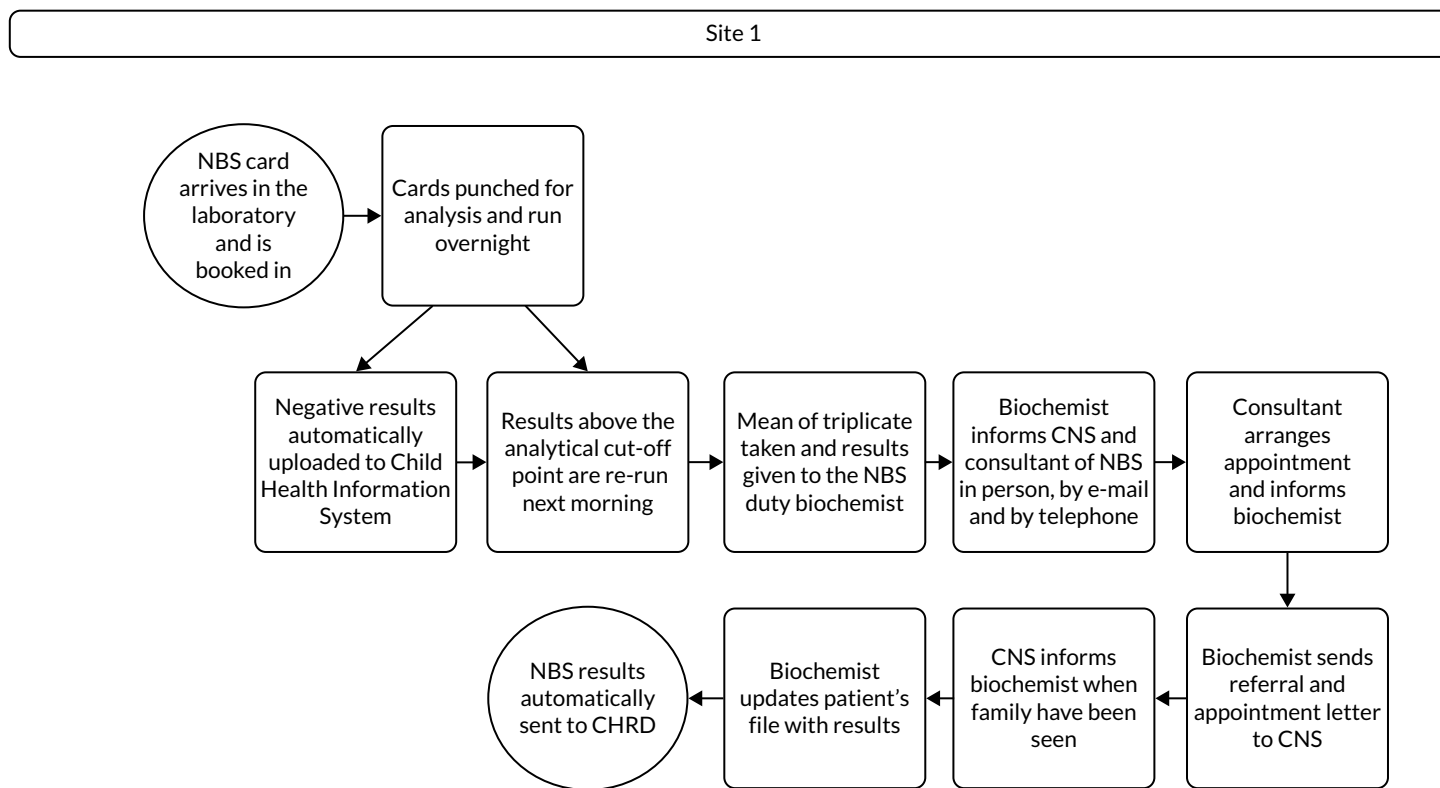 Site 1
NBS card
arrives in the
laboratory
and is
booked in
Cards punched for
analysis and run
overnight
Negative results
automatically
uploaded to Child
Health Information
System
Results above the
analytical cut-off
point are re-run
next morning
Mean of triplicate
taken and results
given to the NBS
duty biochemist
Biochemist
informs CNS and
consultant of NBS
in person, by e-mail
and by telephone
Consultant
arranges
appointment
and informs
biochemist
Biochemist sends
referral and
appointment letter
to CNS
CNS informs
biochemist when
family have been
seen
Biochemist
updates patient’s
file with results
NBS results
automatically
sent to CHRD